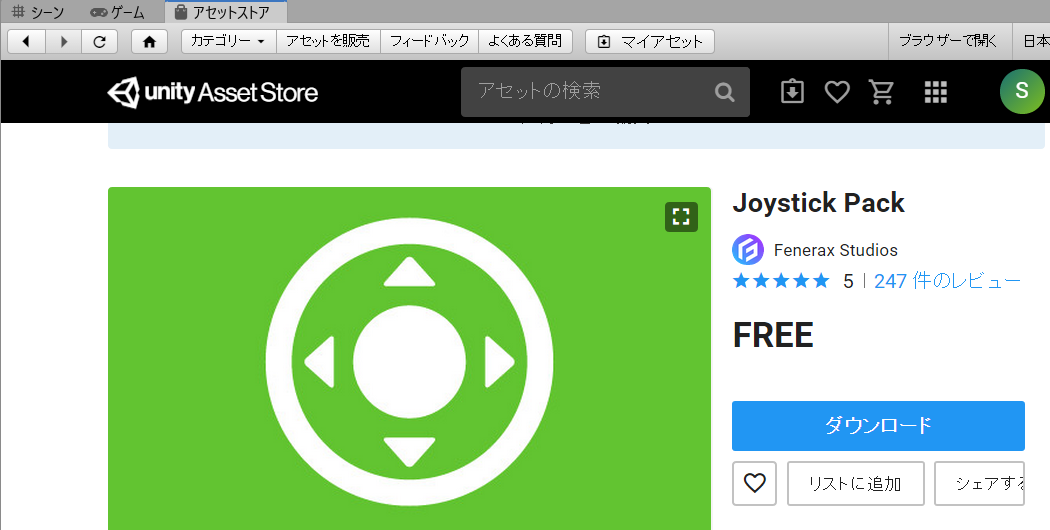 シーン ゲーム アセットストア
カテゴリー アセットを販売 フィードバック よくある質問 マイアセット ブラウザーで開く 日本
unity Asset Store アセットの検索 S
Joystick Pack
Fenerax Studios
5 | 247 件のレビュー
FREE
ダウンロード
リストに追加 シェアする